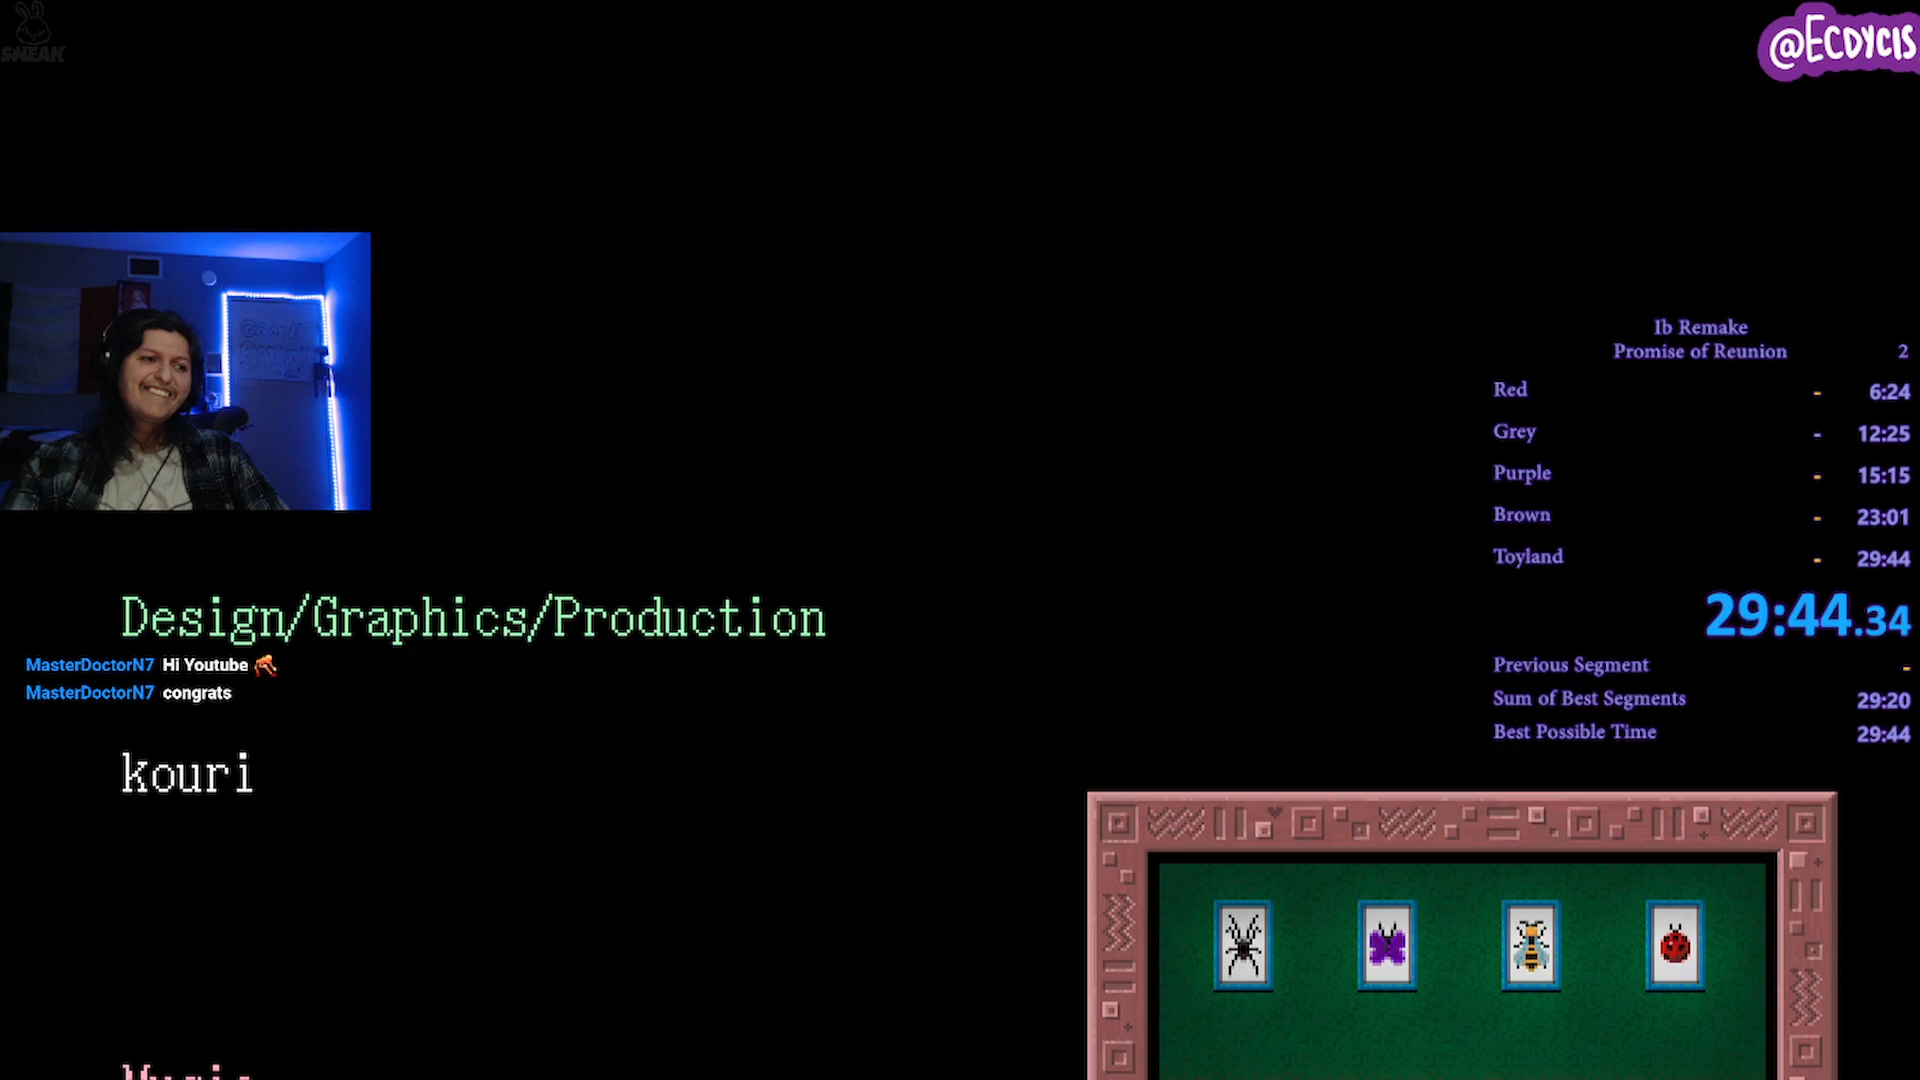 SNEAK
@ECDYCIS
Ib Remake
Promise of Reunion 2
Red - 6:24
Grey - 12:25
Purple - 15:15
Brown - 23:01
Toyland - 29:44
29:44.34
Previous Segment -
Sum of Best Segments 29:20
Best Possible Time 29:44
Design/Graphics/Production
MasterDoctorN7 Hi Youtube
MasterDoctorN7 congrats
kouri
Music